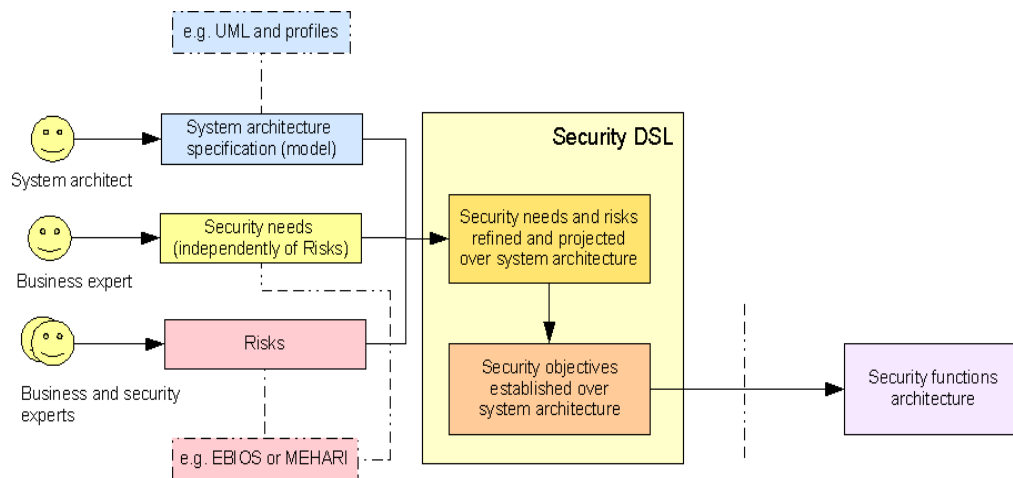 e.g. UML and profiles
System architecture
specification (model)
System architect
Security DSL
Security needs
(independently of Risks)
Business expert
Security needs and risks
refined and projected
over system architecture
Risks
Business and security
experts
Security objectives
established over
system architecture
Security functions
architecture
e.g. EBIOS or MEHARI